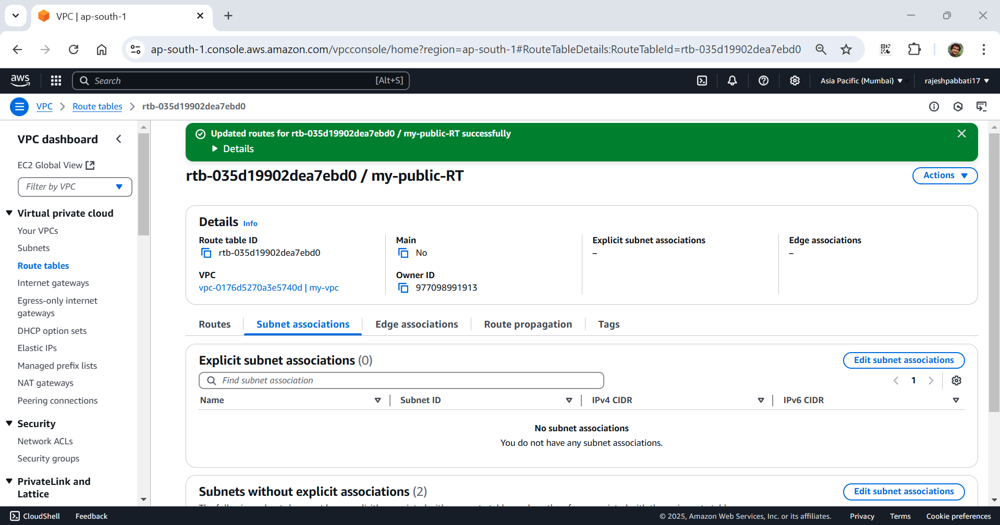 VPC | ap-south-1
ap-south-1.console.aws.amazon.com/vpcconsole/home?region=ap-south-1#RouteTableDetails:RouteTableId=rtb-035d19902dea7ebd0
aws
Search
[Alt+S]
Asia Pacific (Mumbai)
rajeshpabbati17
VPC
Route tables
rtb-035d19902dea7ebd0
VPC dashboard
EC2 Global View
Filter by VPC
Virtual private cloud
Your VPCs
Subnets
Route tables
Internet gateways
Egress-only internet
gateways
DHCP option sets
Elastic IPs
Managed prefix lists
NAT gateways
Peering connections
Security
Network ACLs
Security groups
PrivateLink and
Lattice
Updated routes for rtb-035d19902dea7ebd0 / my-public-RT successfully
Details
rtb-035d19902dea7ebd0 / my-public-RT
Actions
Details Info
Route table ID
rtb-035d19902dea7ebd0
Main
No
Explicit subnet associations
–
Edge associations
–
VPC
vpc-0176d5270a3e5740d | my-vpc
Owner ID
977098991913
Routes
Subnet associations
Edge associations
Route propagation
Tags
Explicit subnet associations (0)
Edit subnet associations
Find subnet association
1
Name
Subnet ID
IPv4 CIDR
IPv6 CIDR
No subnet associations
You do not have any subnet associations.
Subnets without explicit associations (2)
Edit subnet associations
CloudShell
Feedback
© 2025, Amazon Web Services, Inc. or its affiliates.
Privacy
Terms
Cookie preferences